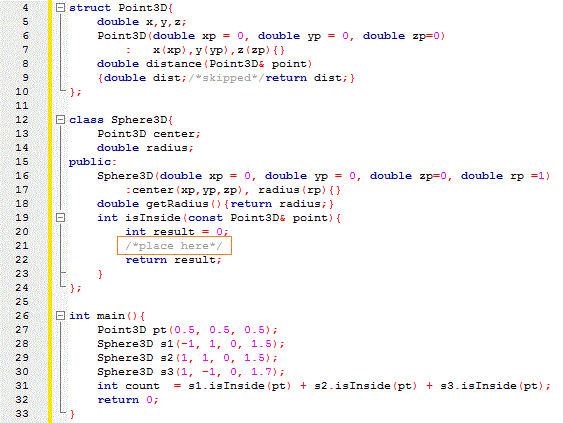 4 struct Point3D{
5 double x,y,z;
6 Point3D(double xp = 0, double yp = 0, double zp=0)
7 : x(xp),y(yp),z(zp){}
8 double distance(Point3D& point)
9 {double dist;/*skipped*/return dist;}
10 };
11
12 class Sphere3D{
13 Point3D center;
14 double radius;
15 public:
16 Sphere3D(double xp = 0, double yp = 0, double zp=0, double rp =1)
17 :center(xp,yp,zp), radius(rp){}
18 double getRadius(){return radius;}
19 int isInside(const Point3D& point){
20 int result = 0;
21 /*place here*/
22 return result;
23 }
24 };
25
26 int main(){
27 Point3D pt(0.5, 0.5, 0.5);
28 Sphere3D s1(-1, 1, 0, 1.5);
29 Sphere3D s2(1, 1, 0, 1.5);
30 Sphere3D s3(1, -1, 0, 1.7);
31 int count = s1.isInside(pt) + s2.isInside(pt) + s3.isInside(pt);
32 return 0;
33 }